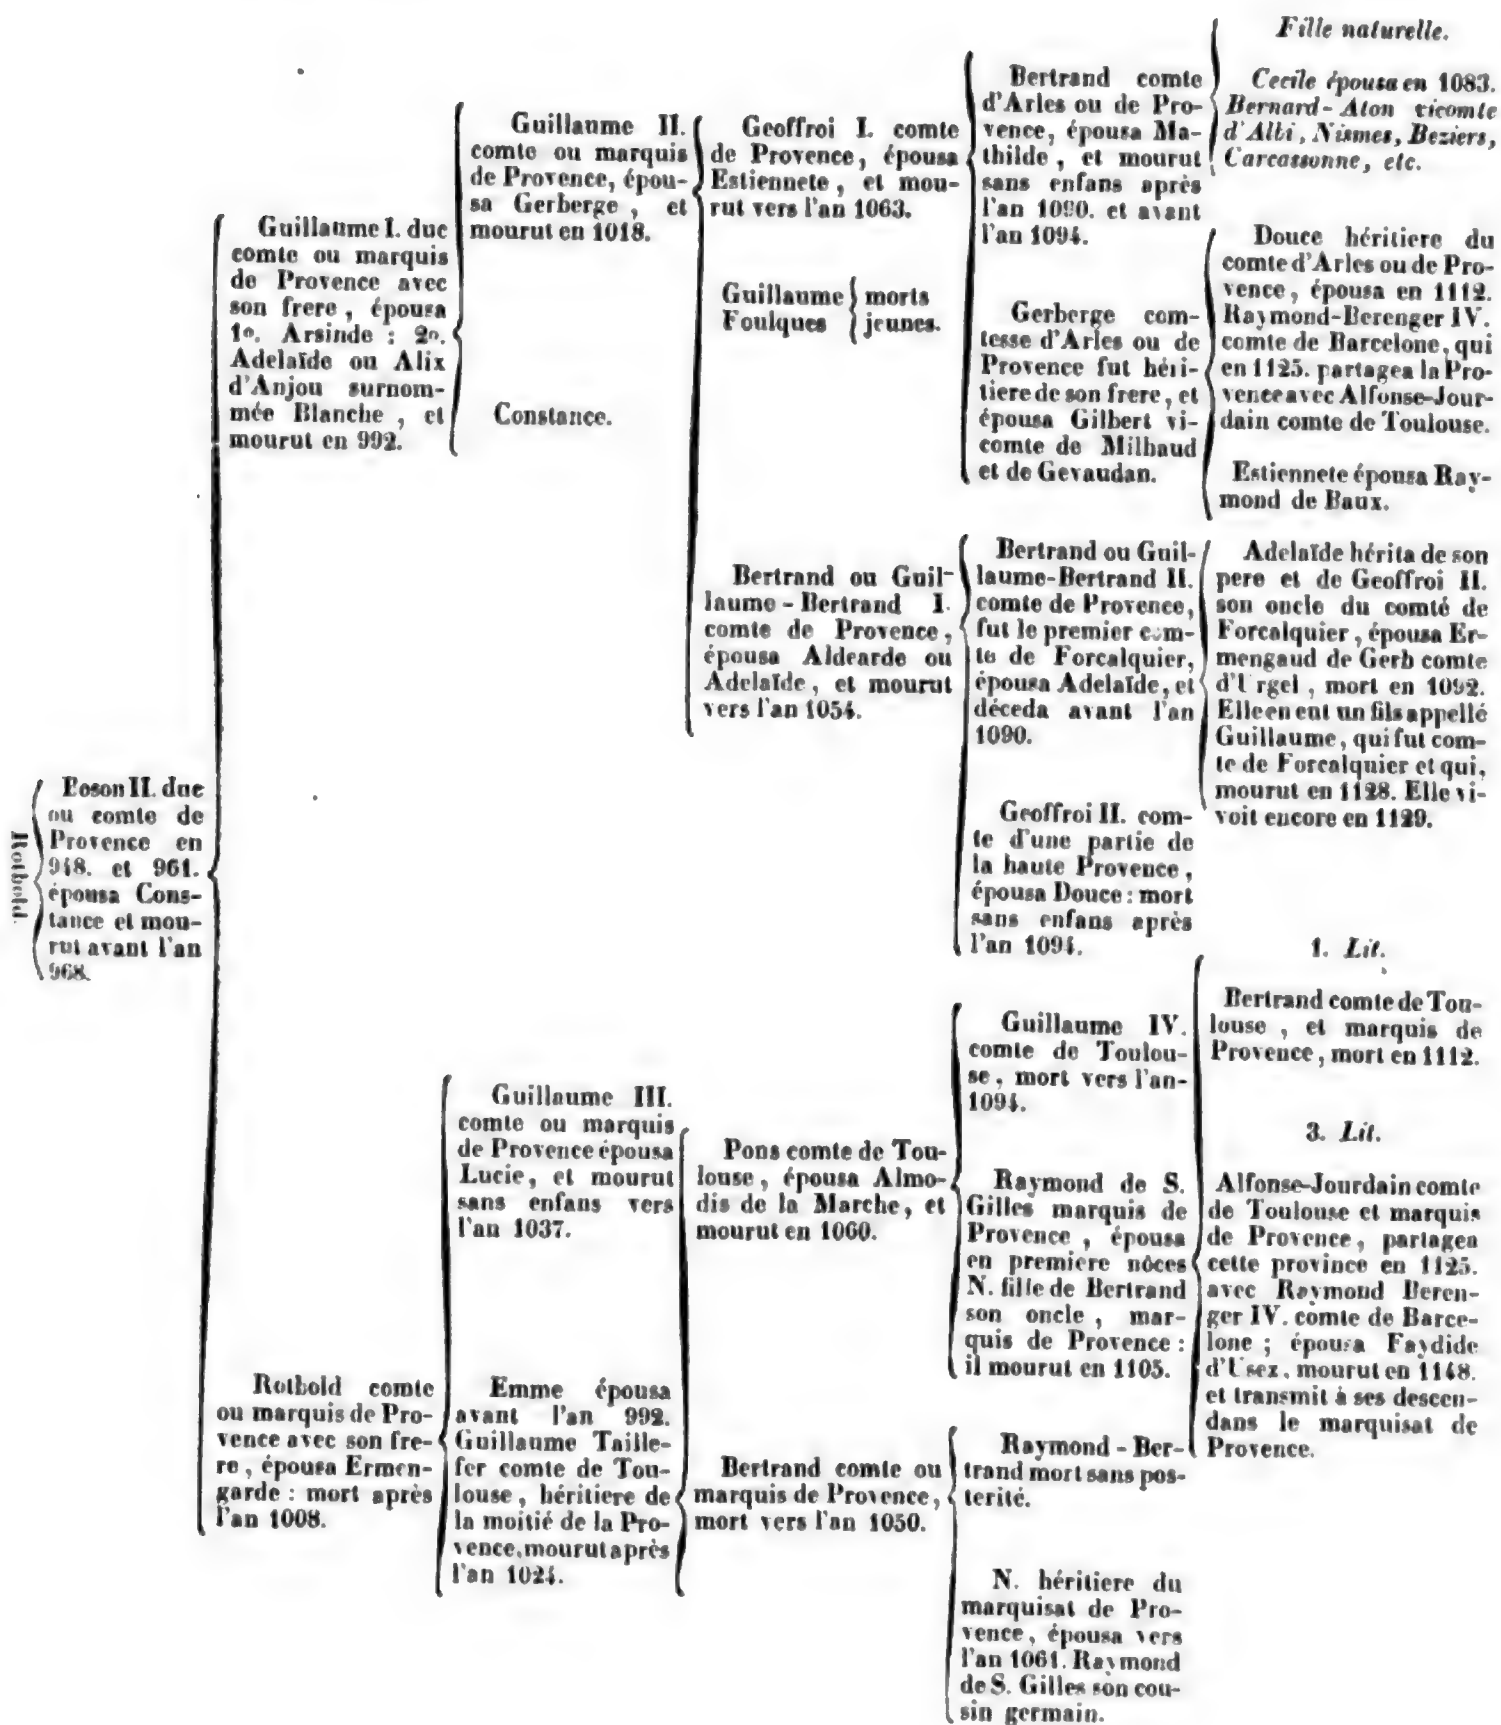 Rotbold.
Boson II. duc
ou comte de
Provence en
948. et 961.
épousa Cons-
tance et mou-
rut avant l'an
968.
Guillaume I. duc
comte ou marquis
de Provence avec
son frere, épousa
1o. Arsinde : 2o.
Adelaïde ou Alix
d'Anjou surnom-
mée Blanche, et
mourut en 992.
Rotbold comte
ou marquis de Pro-
vence avec son fre-
re, épousa Ermen-
garde : mort après
l'an 1008.
Guillaume II.
comte ou marquis
de Provence, épou-
sa Gerberge, et
mourut en 1018.
Constance.
Guillaume III.
comte ou marquis
de Provence épousa
Lucie, et mourut
sans enfans vers
l'an 1037.
Emme épousa
avant l'an 992.
Guillaume Taille-
fer comte de Tou-
louse, héritiere de
la moitié de la Pro-
vence, mourut après
l'an 1024.
Geoffroi I. comte
de Provence, épousa
Estiennete, et mou-
rut vers l'an 1063.
Guillaume } morts
Foulques { jeunes.
Bertrand ou Guil-
laume-Bertrand I.
comte de Provence,
épousa Aldearde ou
Adelaïde, et mourut
vers l'an 1054.
Pons comte de Tou-
louse, épousa Almo-
dis de la Marche, et
mourut en 1060.
Bertrand comte ou
marquis de Provence,
mort vers l'an 1050.
Bertrand comte
d'Arles ou de Pro-
vence, épousa Ma-
thilde, et mourut
sans enfans après
l'an 1090. et avant
l'an 1094.
Gerberge com-
tesse d'Arles ou de
Provence fut héri-
tiere de son frere, et
épousa Gilbert vi-
comte de Milhaud
et de Gevaudan.
Bertrand ou Guil-
laume-Bertrand II.
comte de Provence,
fut le premier com-
te de Forcalquier,
épousa Adelaïde, et
déceda avant l'an
1090.
Geoffroi II. com-
te d'une partie de
la haute Provence,
épousa Douce : mort
sans enfans après
l'an 1094.
Guillaume IV.
comte de Toulou-
se, mort vers l'an-
1094.
Raymond de S.
Gilles marquis de
Provence, épousa
en premiere nôces
N. fille de Bertrand
son oncle, mar-
quis de Provence :
il mourut en 1105.
Raymond-Ber-
trand mort sans pos-
terité.
N. héritiere du
marquisat de Pro-
vence, épousa vers
l'an 1061. Raymond
de S. Gilles son cou-
sin germain.
Fille naturelle.
Cecile épousa en 1083.
Bernard-Aton vicomte
d'Albi, Nismes, Beziers,
Carcassonne, etc.
Douce héritiere du
comte d'Arles ou de Pro-
vence, épousa en 1112.
Raymond-Berenger IV.
comte de Barcelone, qui
en 1125. partagea la Pro-
vence avec Alfonse-Jour-
dain comte de Toulouse.
Estiennete épousa Ray-
mond de Baux.
Adelaïde hérita de son
pere et de Geoffroi II.
son oncle du comté de
Forcalquier, épousa Er-
mengaud de Gerb comte
d'Urgel, mort en 1092.
Elle en eut un fils appellé
Guillaume, qui fut com-
te de Forcalquier et qui,
mourut en 1128. Elle vi-
voit encore en 1129.
1. Lit.
Bertrand comte de Tou-
louse, et marquis de
Provence, mort en 1112.
3. Lit.
Alfonse-Jourdain comte
de Toulouse et marquis
de Provence, partagea
cette province en 1125.
avec Raymond Beren-
ger IV. comte de Barce-
lone ; épousa Faydide
d'Usez, mourut en 1148.
et transmit à ses descen-
dans le marquisat de
Provence.